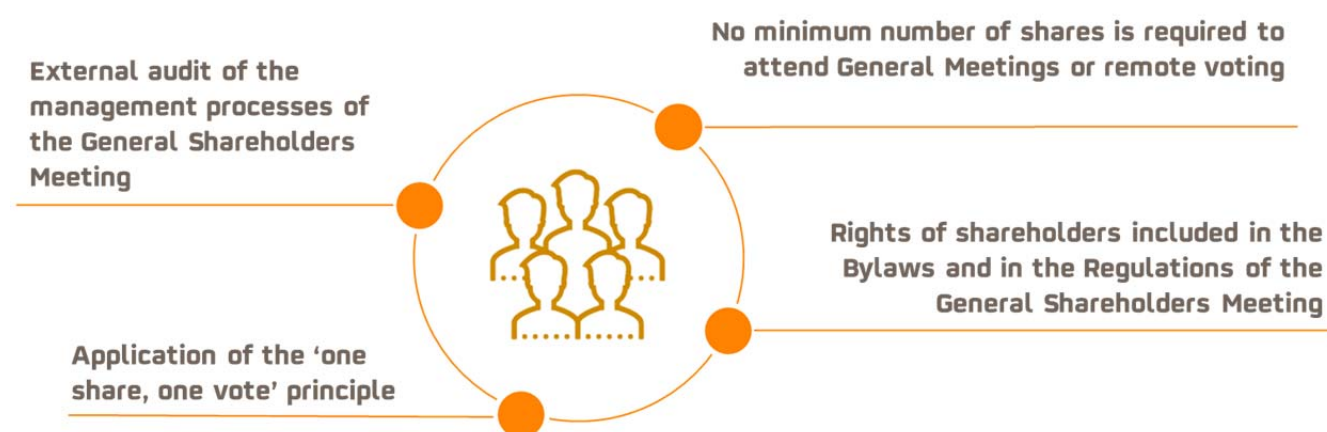 External audit of the
management processes of
the General Shareholders
Meeting
No minimum number of shares is required to
attend General Meetings or remote voting
Rights of shareholders included in the
Bylaws and in the Regulations of the
General Shareholders Meeting
Application of the ‘one
share, one vote’ principle